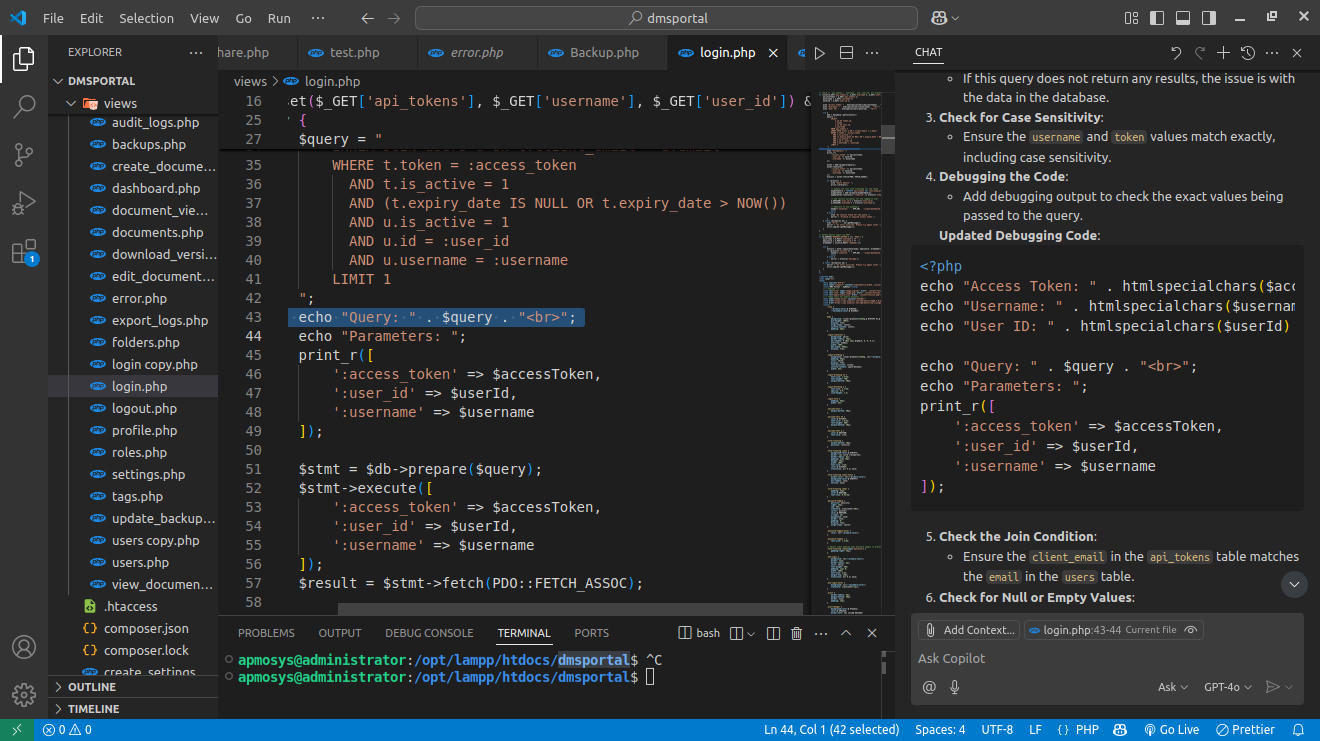 File Edit Selection View Go Run ···
dmsportal
EXPLORER
DMSPORTAL
views
audit_logs.php
backups.php
create_docume...
dashboard.php
document_vie...
documents.php
download_versi...
edit_document...
error.php
export_logs.php
folders.php
login copy.php
login.php
logout.php
profile.php
roles.php
settings.php
tags.php
update_backup...
users copy.php
users.php
view_documen...
.htaccess
composer.json
composer.lock
create_settings
OUTLINE
TIMELINE
1
hare.php test.php error.php Backup.php login.php
views > login.php
16 set($_GET['api_tokens'], $_GET['username'], $_GET['user_id']) &
25 {
27 $query = "
35 WHERE t.token = :access_token
36 AND t.is_active = 1
37 AND (t.expiry_date IS NULL OR t.expiry_date > NOW())
38 AND u.is_active = 1
39 AND u.id = :user_id
40 AND u.username = :username
41 LIMIT 1
42 ";
43 echo "Query: " . $query . "<br>";
44 echo "Parameters: ";
45 print_r([
46 ':access_token' => $accessToken,
47 ':user_id' => $userId,
48 ':username' => $username
49 ]);
50
51 $stmt = $db->prepare($query);
52 $stmt->execute([
53 ':access_token' => $accessToken,
54 ':user_id' => $userId,
55 ':username' => $username
56 ]);
57 $result = $stmt->fetch(PDO::FETCH_ASSOC);
58
PROBLEMS OUTPUT DEBUG CONSOLE TERMINAL PORTS
bash
apmosys@administrator:/opt/lampp/htdocs/dmsportal$ ^C
apmosys@administrator:/opt/lampp/htdocs/dmsportal$
CHAT
If this query does not return any results, the issue is with
the data in the database.
3. Check for Case Sensitivity:
Ensure the username and token values match exactly,
including case sensitivity.
4. Debugging the Code:
Add debugging output to check the exact values being
passed to the query.
Updated Debugging Code:
<?php
echo "Access Token: " . htmlspecialchars($acc
echo "Username: " . htmlspecialchars($usernam
echo "User ID: " . htmlspecialchars($userId)
echo "Query: " . $query . "<br>";
echo "Parameters: ";
print_r([
':access_token' => $accessToken,
':user_id' => $userId,
':username' => $username
]);
5. Check the Join Condition:
Ensure the client_email in the api_tokens table matches
the email in the users table.
6. Check for Null or Empty Values:
Add Context... login.php:43-44 Current file
Ask Copilot
Ask GPT-4o
0 0 Ln 44, Col 1 (42 selected) Spaces: 4 UTF-8 LF { } PHP Go Live Prettier